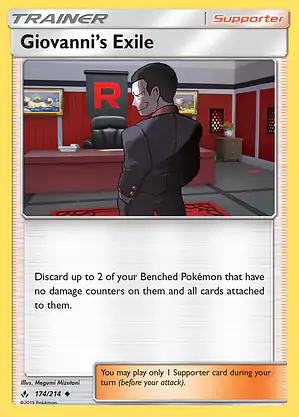 TRAINER
Supporter
Giovanni's Exile
R
Discard up to 2 of your Benched Pokémon that have
no damage counters on them and all cards attached
to them.
Illus. Megumi Mizutani
174/214
©2019 Pokémon
You may play only 1 Supporter card during your
turn (before your attack).